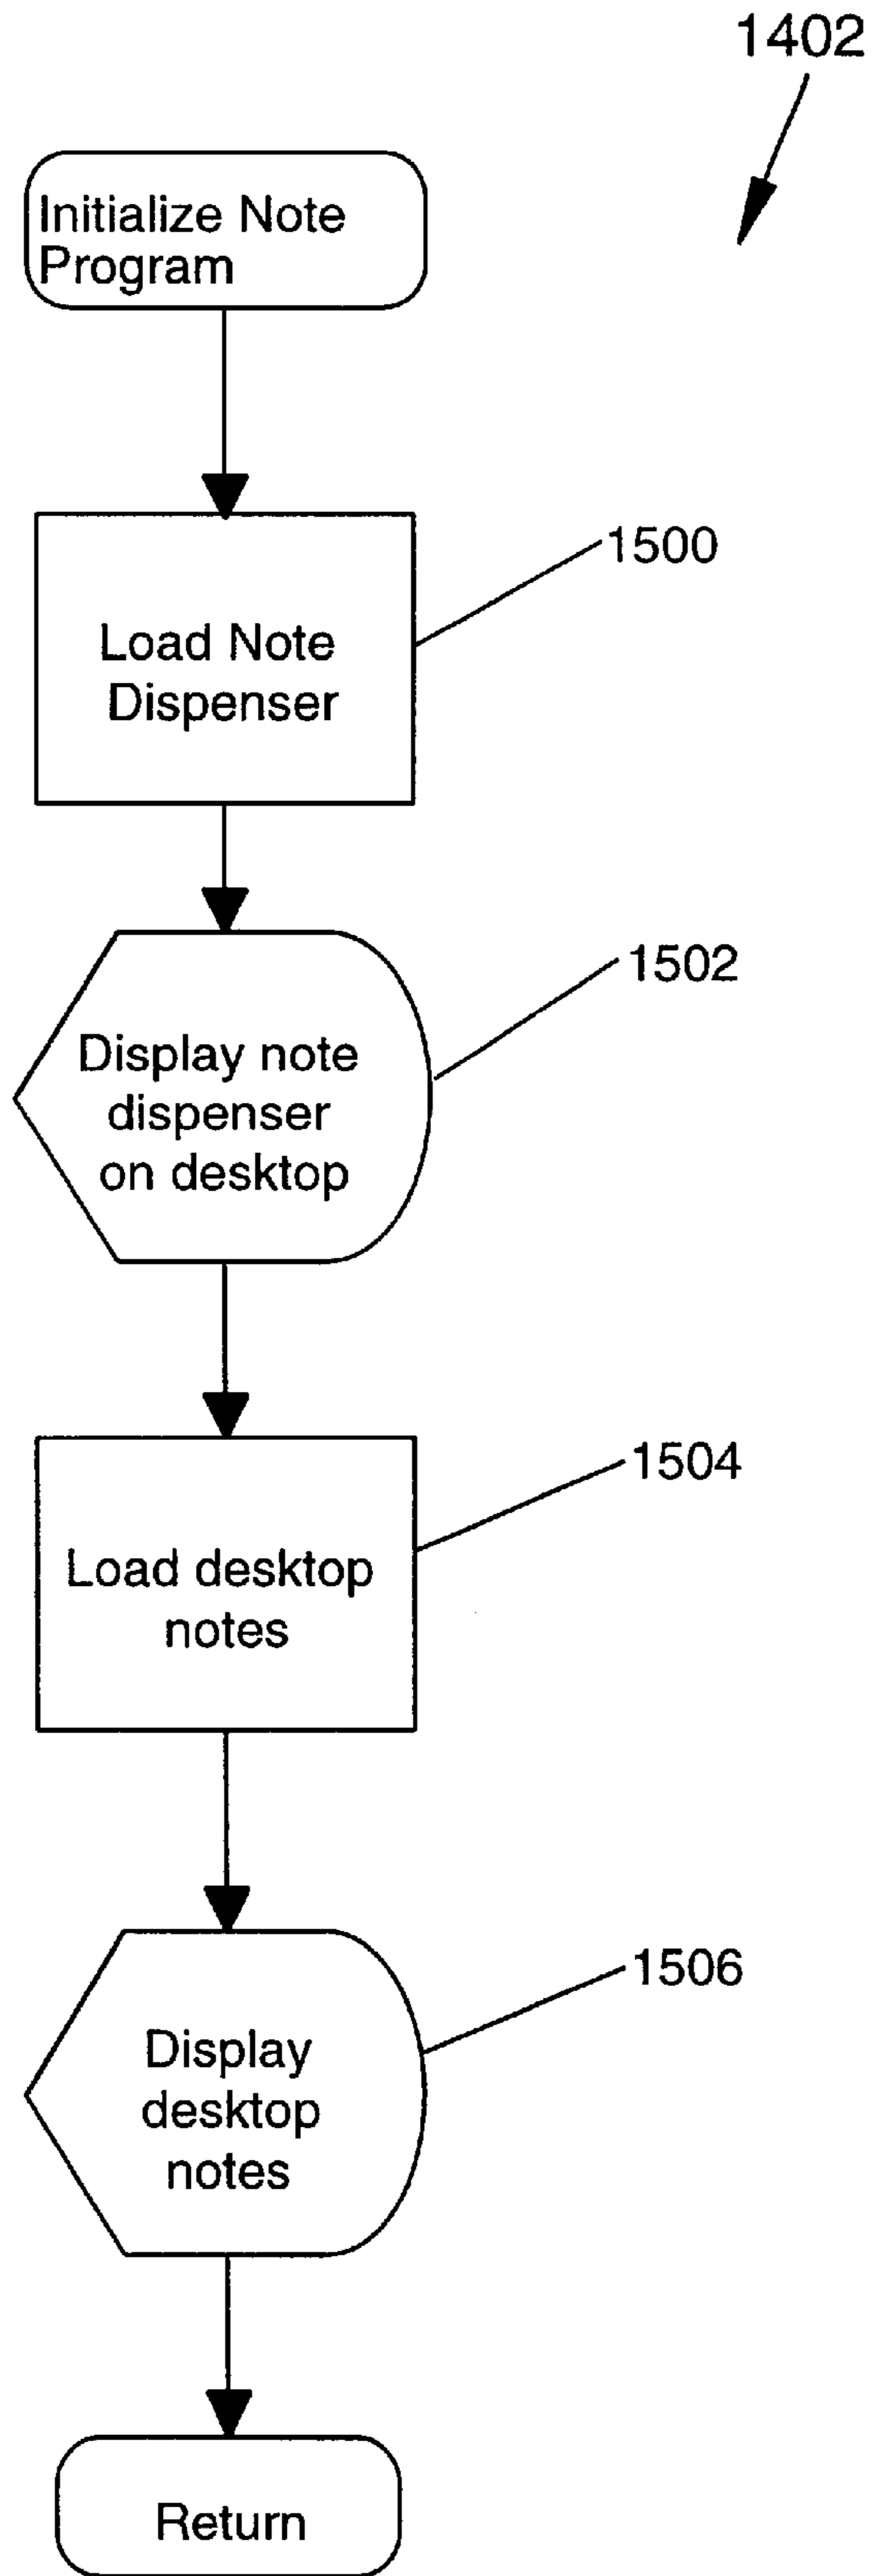 1402
Initialize Note
Program
1500
Load Note
Dispenser
1502
Display note
dispenser
on desktop
1504
Load desktop
notes
1506
Display
desktop
notes
Return